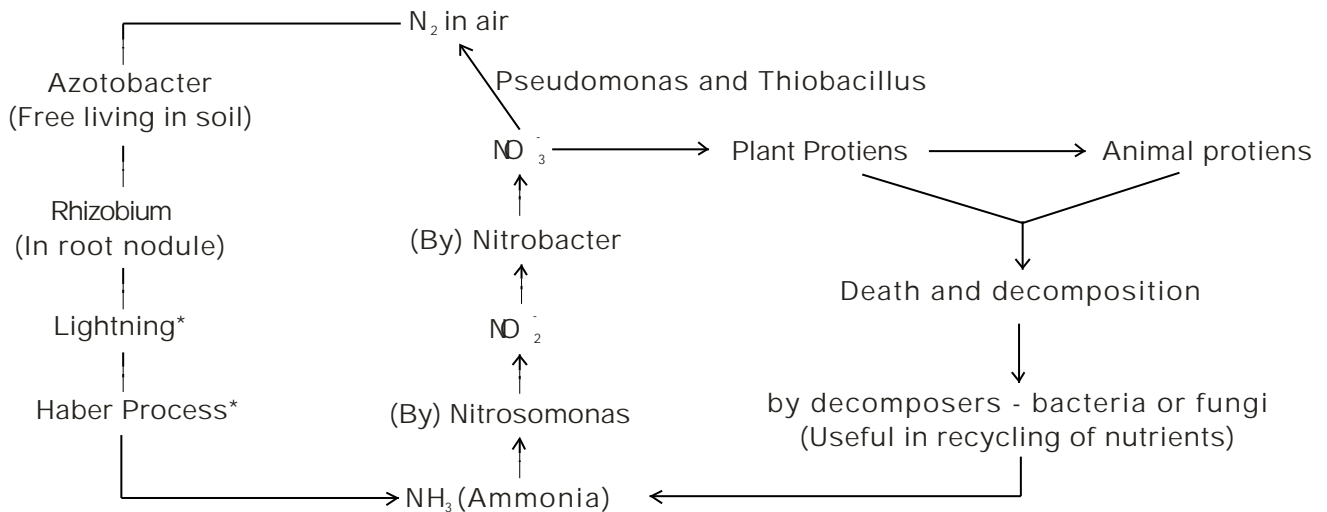 N₂ in air
Azotobacter
(Free living in soil)
Pseudomonas and Thiobacillus
NO₃⁻
Plant Protiens
Animal protiens
Rhizobium
(In root nodule)
(By) Nitrobacter
Death and decomposition
Lightning*
NO₂⁻
Haber Process*
(By) Nitrosomonas
by decomposers - bacteria or fungi
(Useful in recycling of nutrients)
NH₃ (Ammonia)